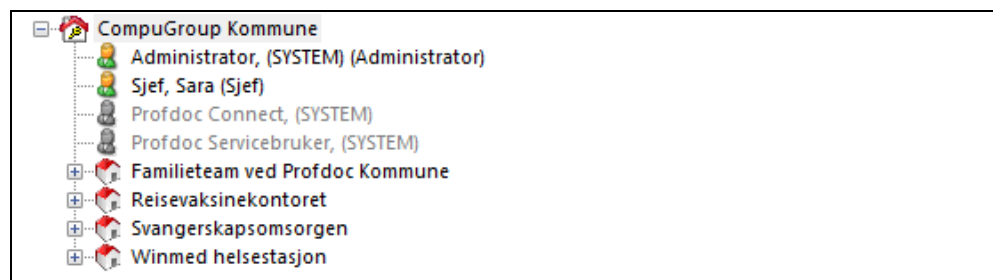 CompuGroup Kommune
Administrator, (SYSTEM) (Administrator)
Sjef, Sara (Sjef)
Profdoc Connect, (SYSTEM)
Profdoc Servicebruker, (SYSTEM)
Familieteam ved Profdoc Kommune
Reisevaksinekontoret
Svangerskapsomsorgen
Winmed helsestasjon